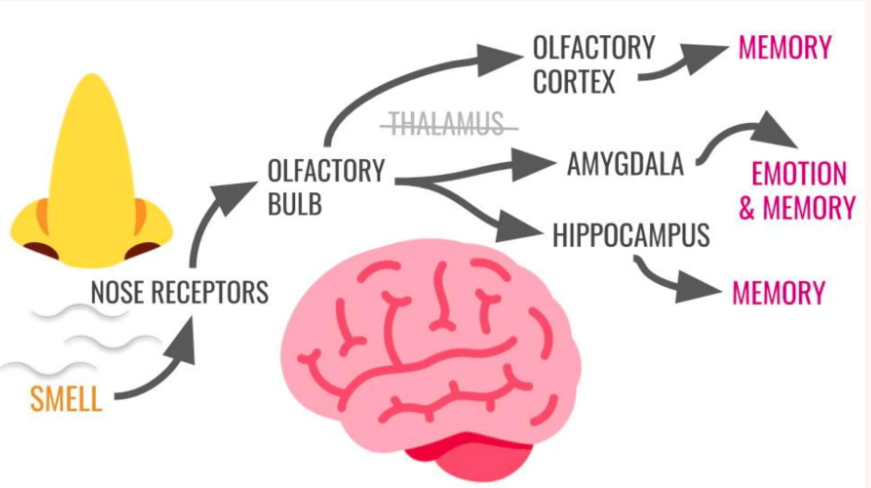 OLFACTORY
CORTEX
MEMORY
THALAMUS
OLFACTORY
BULB
AMYGDALA
EMOTION
& MEMORY
HIPPOCAMPUS
NOSE RECEPTORS
MEMORY
SMELL